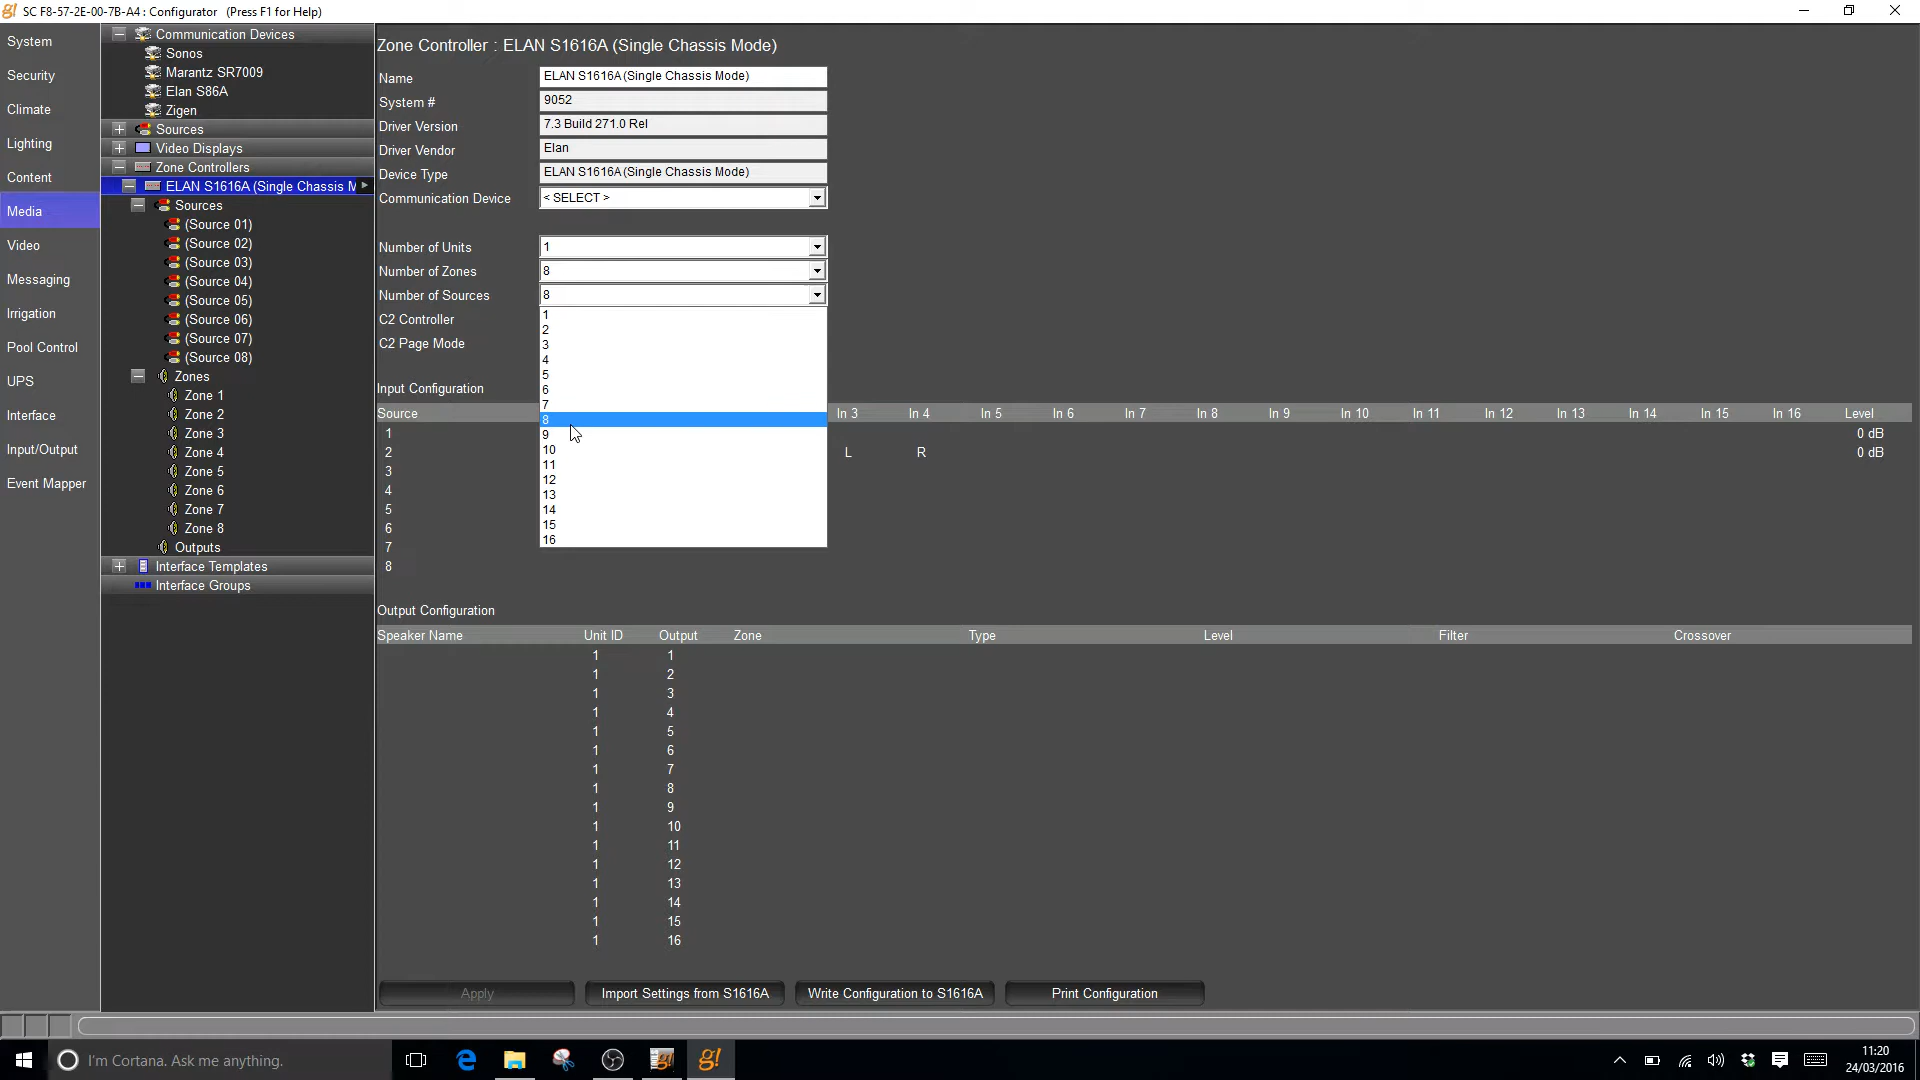 SC F8-57-2E-00-7B-A4 : Configurator (Press F1 for Help)
System
Security
Climate
Lighting
Content
Media
Video
Messaging
Irrigation
Pool Control
UPS
Interface
Input/Output
Event Mapper
Communication Devices
Sonos
Marantz SR7009
Elan S86A
Zigen
Sources
Video Displays
Zone Controllers
ELAN S1616A (Single Chassis M
Sources
(Source 01)
(Source 02)
(Source 03)
(Source 04)
(Source 05)
(Source 06)
(Source 07)
(Source 08)
Zones
Zone 1
Zone 2
Zone 3
Zone 4
Zone 5
Zone 6
Zone 7
Zone 8
Outputs
Interface Templates
Interface Groups
Zone Controller : ELAN S1616A (Single Chassis Mode)
Name ELAN S1616A (Single Chassis Mode)
System # 9052
Driver Version 7.3 Build 271.0 Rel
Driver Vendor Elan
Device Type ELAN S1616A (Single Chassis Mode)
Communication Device < SELECT >
Number of Units 1
Number of Zones 8
Number of Sources 8
C2 Controller
C2 Page Mode
1
2
3
4
5
6
7
8
9
10
11
12
13
14
15
16
Input Configuration
Source In 3 In 4 In 5 In 6 In 7 In 8 In 9 In 10 In 11 In 12 In 13 In 14 In 15 In 16 Level
1 0 dB
2 L R 0 dB
3
4
5
6
7
8
Output Configuration
Speaker Name Unit ID Output Zone Type Level Filter Crossover
1 1
1 2
1 3
1 4
1 5
1 6
1 7
1 8
1 9
1 10
1 11
1 12
1 13
1 14
1 15
1 16
Apply Import Settings from S1616A Write Configuration to S1616A Print Configuration
I'm Cortana. Ask me anything.
11:20
24/03/2016